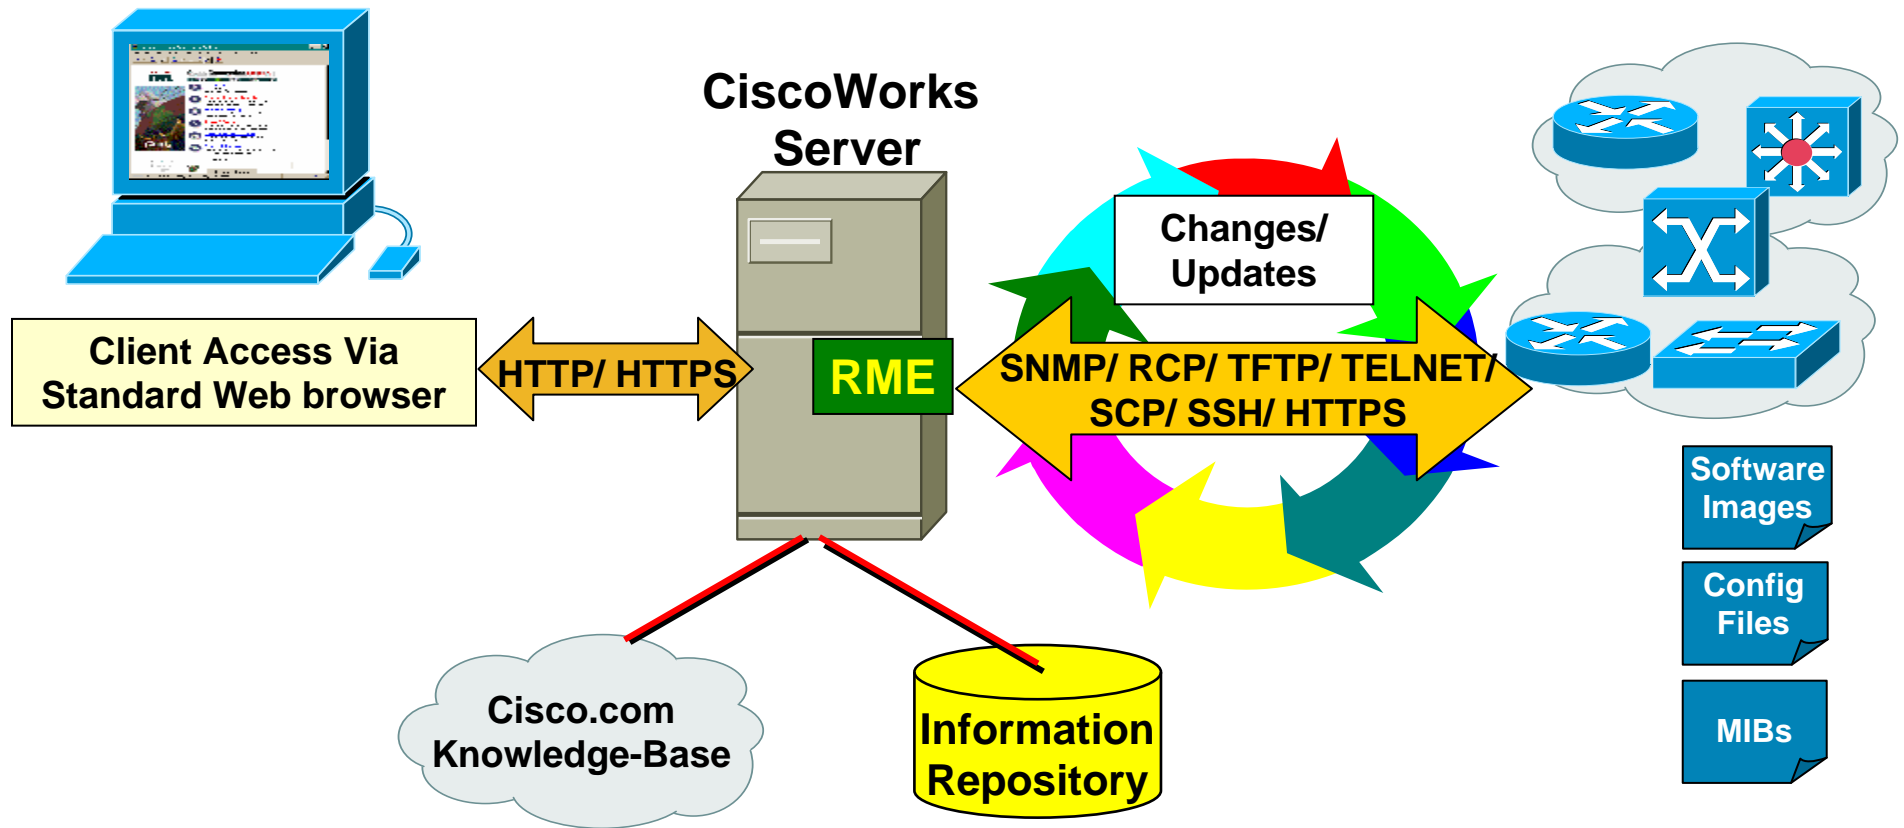 CiscoWorks
Server
Changes/
Updates
Client Access Via
Standard Web browser
HTTP/ HTTPS
RME
SNMP/ RCP/ TFTP/ TELNET/
SCP/ SSH/ HTTPS
Software
Images
Config
Files
MIBs
Cisco.com
Knowledge-Base
Information
Repository